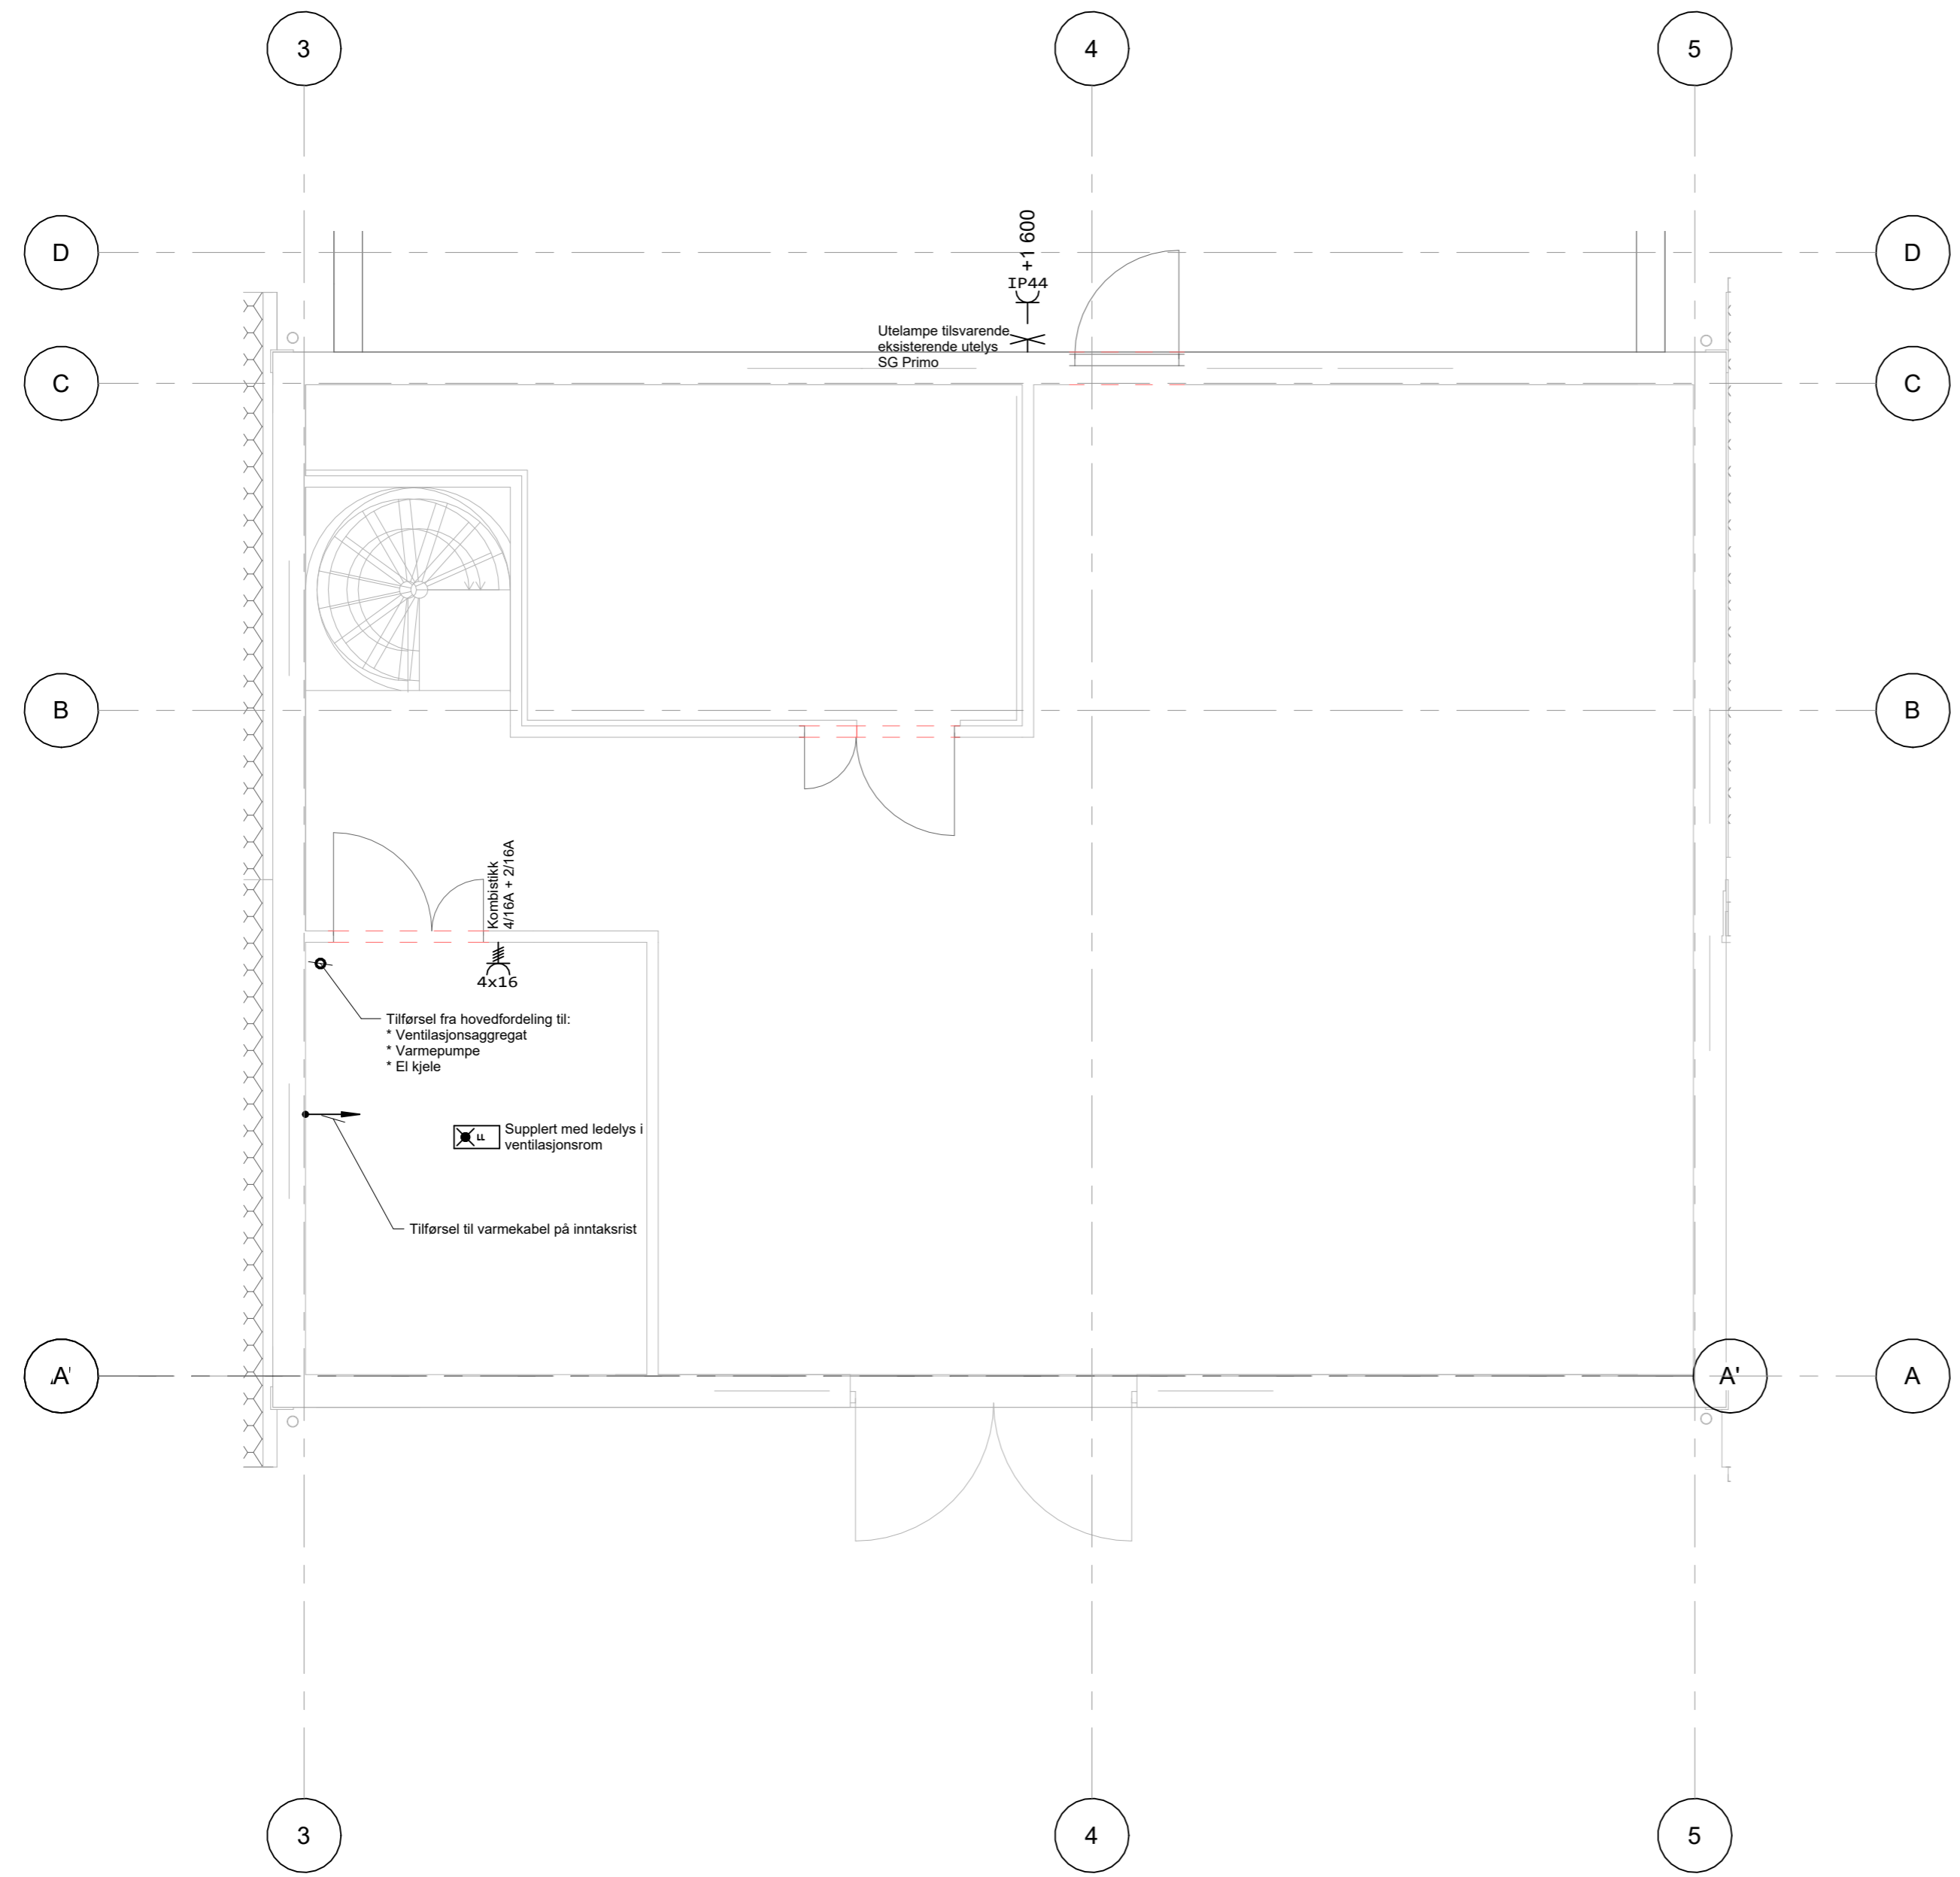 3
4
5
D
D
+1 600
IP44
Utelampe tilsvarende
eksisterende utelys
SG Primo
C
C
B
B
Kombistikk
4/16A + 2/16A
4x16
Tilførsel fra hovedfordeling til:
* Ventilasjonsaggregat
* Varmepumpe
* El kjele
LL
Supplert med ledelys i
ventilasjonsrom
Tilførsel til varmekabel på inntaksrist
A'
A'
A
3
4
5